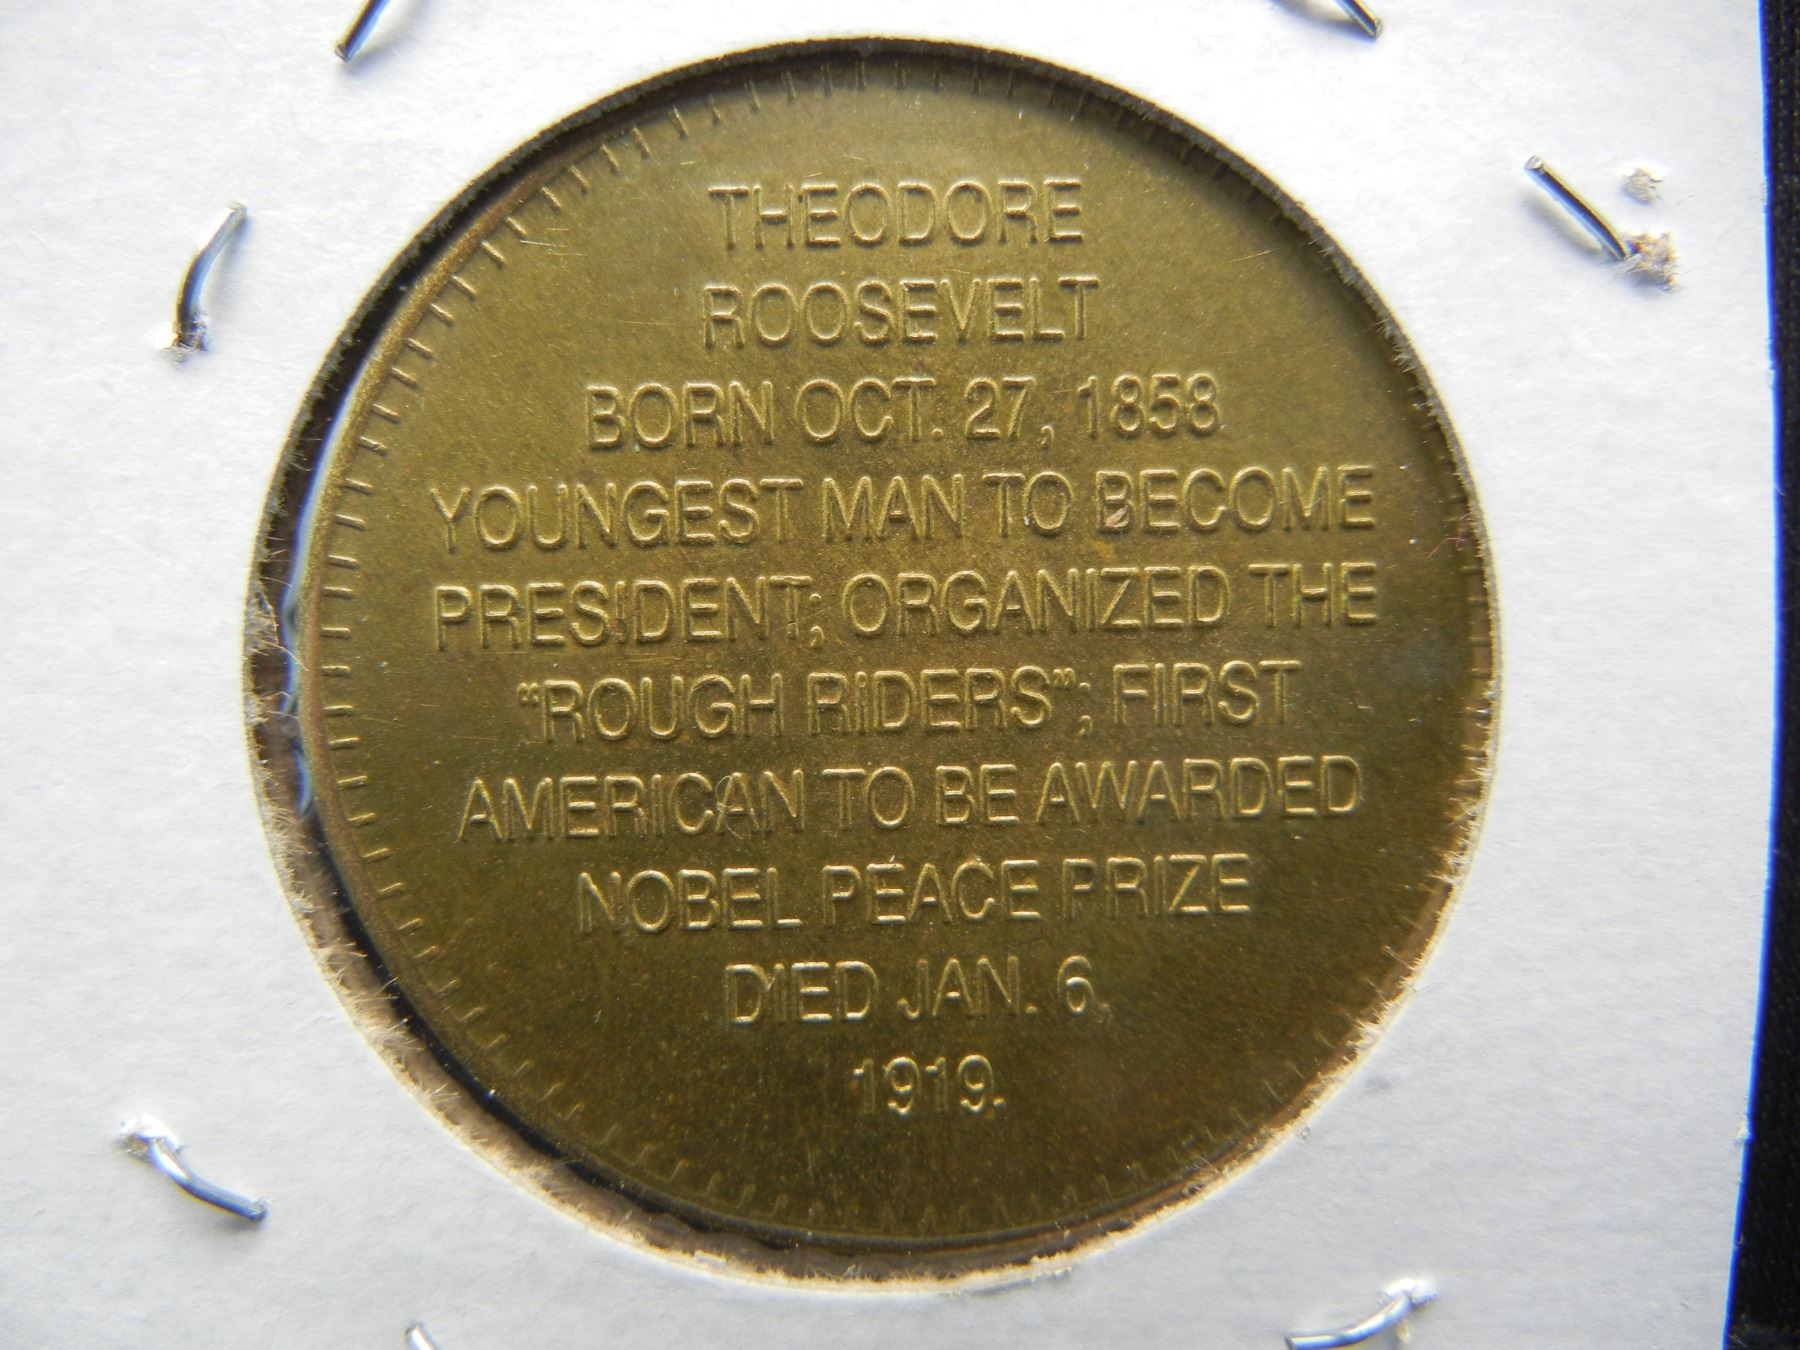 THEODORE
ROOSEVELT
BORN OCT. 27, 1858
YOUNGEST MAN TO BECOME
PRESIDENT; ORGANIZED THE
“ROUGH RIDERS”; FIRST
AMERICAN TO BE AWARDED
NOBEL PEACE PRIZE
DIED JAN. 6,
1919.